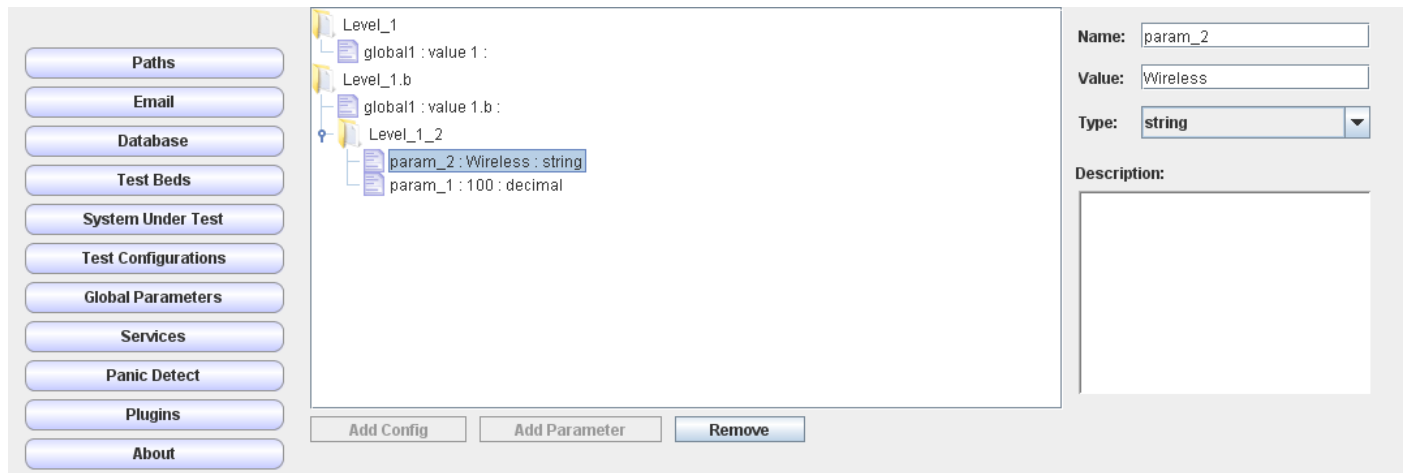 Paths
Email
Database
Test Beds
System Under Test
Test Configurations
Global Parameters
Services
Panic Detect
Plugins
About
Level_1
global1 : value 1 :
Level_1.b
global1 : value 1.b :
Level_1_2
param_2 : Wireless : string
param_1 : 100 : decimal
Add Config
Add Parameter
Remove
Name: param_2
Value: Wireless
Type: string
Description: